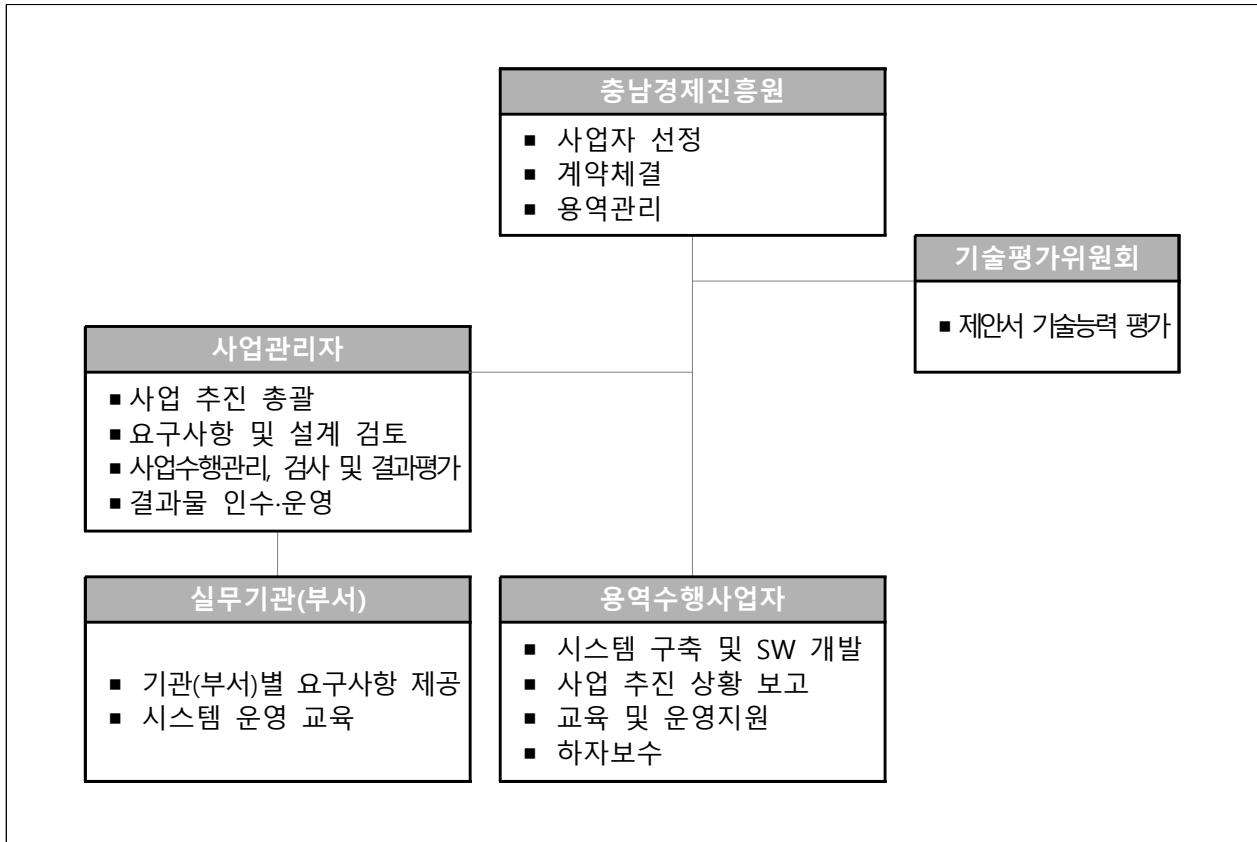 충남경제진흥원
■ 사업자 선정
■ 계약체결
■ 용역관리
기술평가위원회
■ 제안서 기술능력 평가
사업관리자
■ 사업 추진 총괄
■ 요구사항 및 설계 검토
■ 사업수행관리, 검사 및 결과평가
■ 결과물 인수·운영
실무기관(부서)
■ 기관(부서)별 요구사항 제공
■ 시스템 운영 교육
용역수행사업자
■ 시스템 구축 및 SW 개발
■ 사업 추진 상황 보고
■ 교육 및 운영지원
■ 하자보수